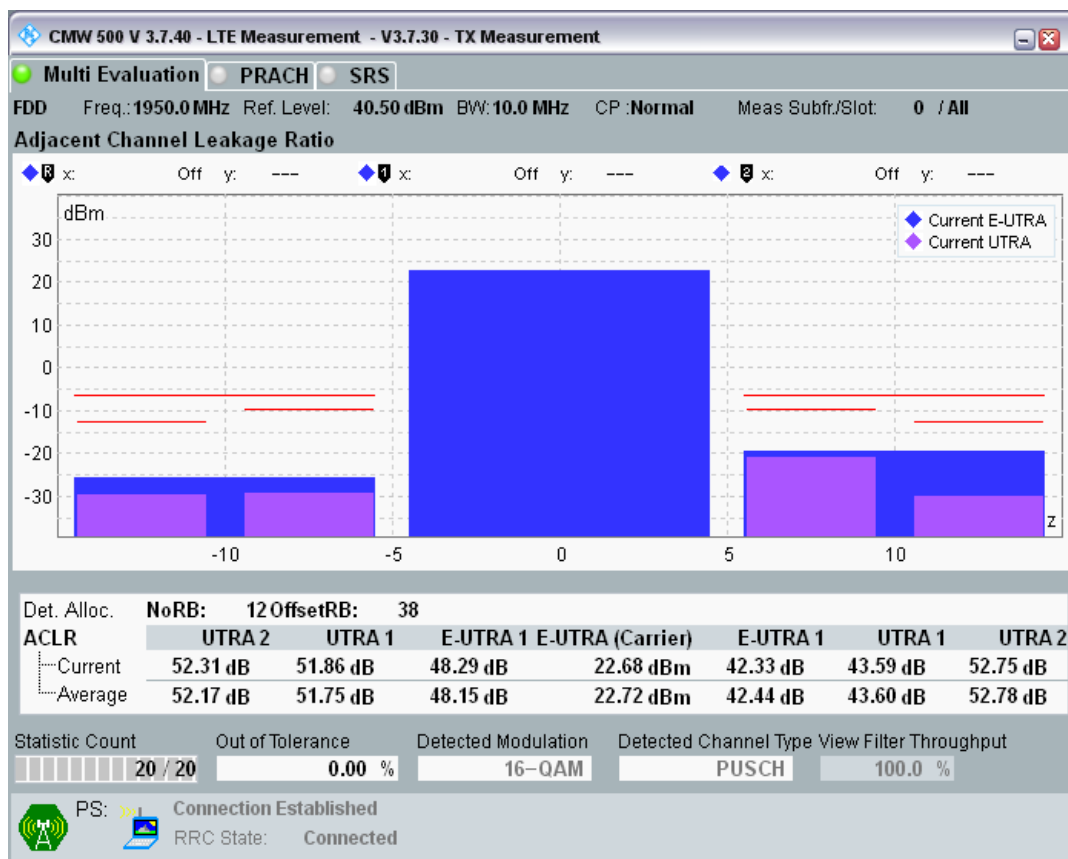 CMW 500 V 3.7.40 - LTE Measurement - V3.7.30 - TX Measurement
Multi Evaluation PRACH SRS
FDD Freq.: 1950.0 MHz Ref. Level: 40.50 dBm BW: 10.0 MHz CP :Normal Meas Subfr./Slot: 0 / All
Adjacent Channel Leakage Ratio
R x: Off y: --- 1 x: Off y: --- 2 x: Off y: ---
dBm
Current E-UTRA
Current UTRA
30
20
10
0
-10
-20
-30
z
-10 -5 0 5 10
Det. Alloc. NoRB: 12 OffsetRB: 38
ACLR UTRA 2 UTRA 1 E-UTRA 1 E-UTRA (Carrier) E-UTRA 1 UTRA 1 UTRA 2
Current 52.31 dB 51.86 dB 48.29 dB 22.68 dBm 42.33 dB 43.59 dB 52.75 dB
Average 52.17 dB 51.75 dB 48.15 dB 22.72 dBm 42.44 dB 43.60 dB 52.78 dB
Statistic Count Out of Tolerance Detected Modulation Detected Channel Type View Filter Throughput
20 / 20 0.00 % 16-QAM PUSCH 100.0 %
PS: Connection Established
RRC State: Connected